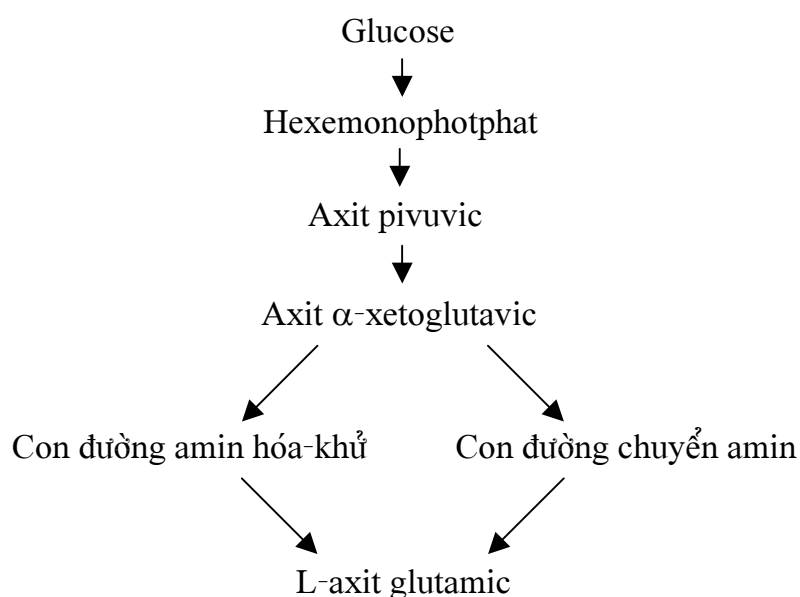 Glucose
Hexemonophotphat
Axit pivuvic
Axit α-xetoglutavic
Con đường amin hóa-khử
Con đường chuyển amin
L-axit glutamic